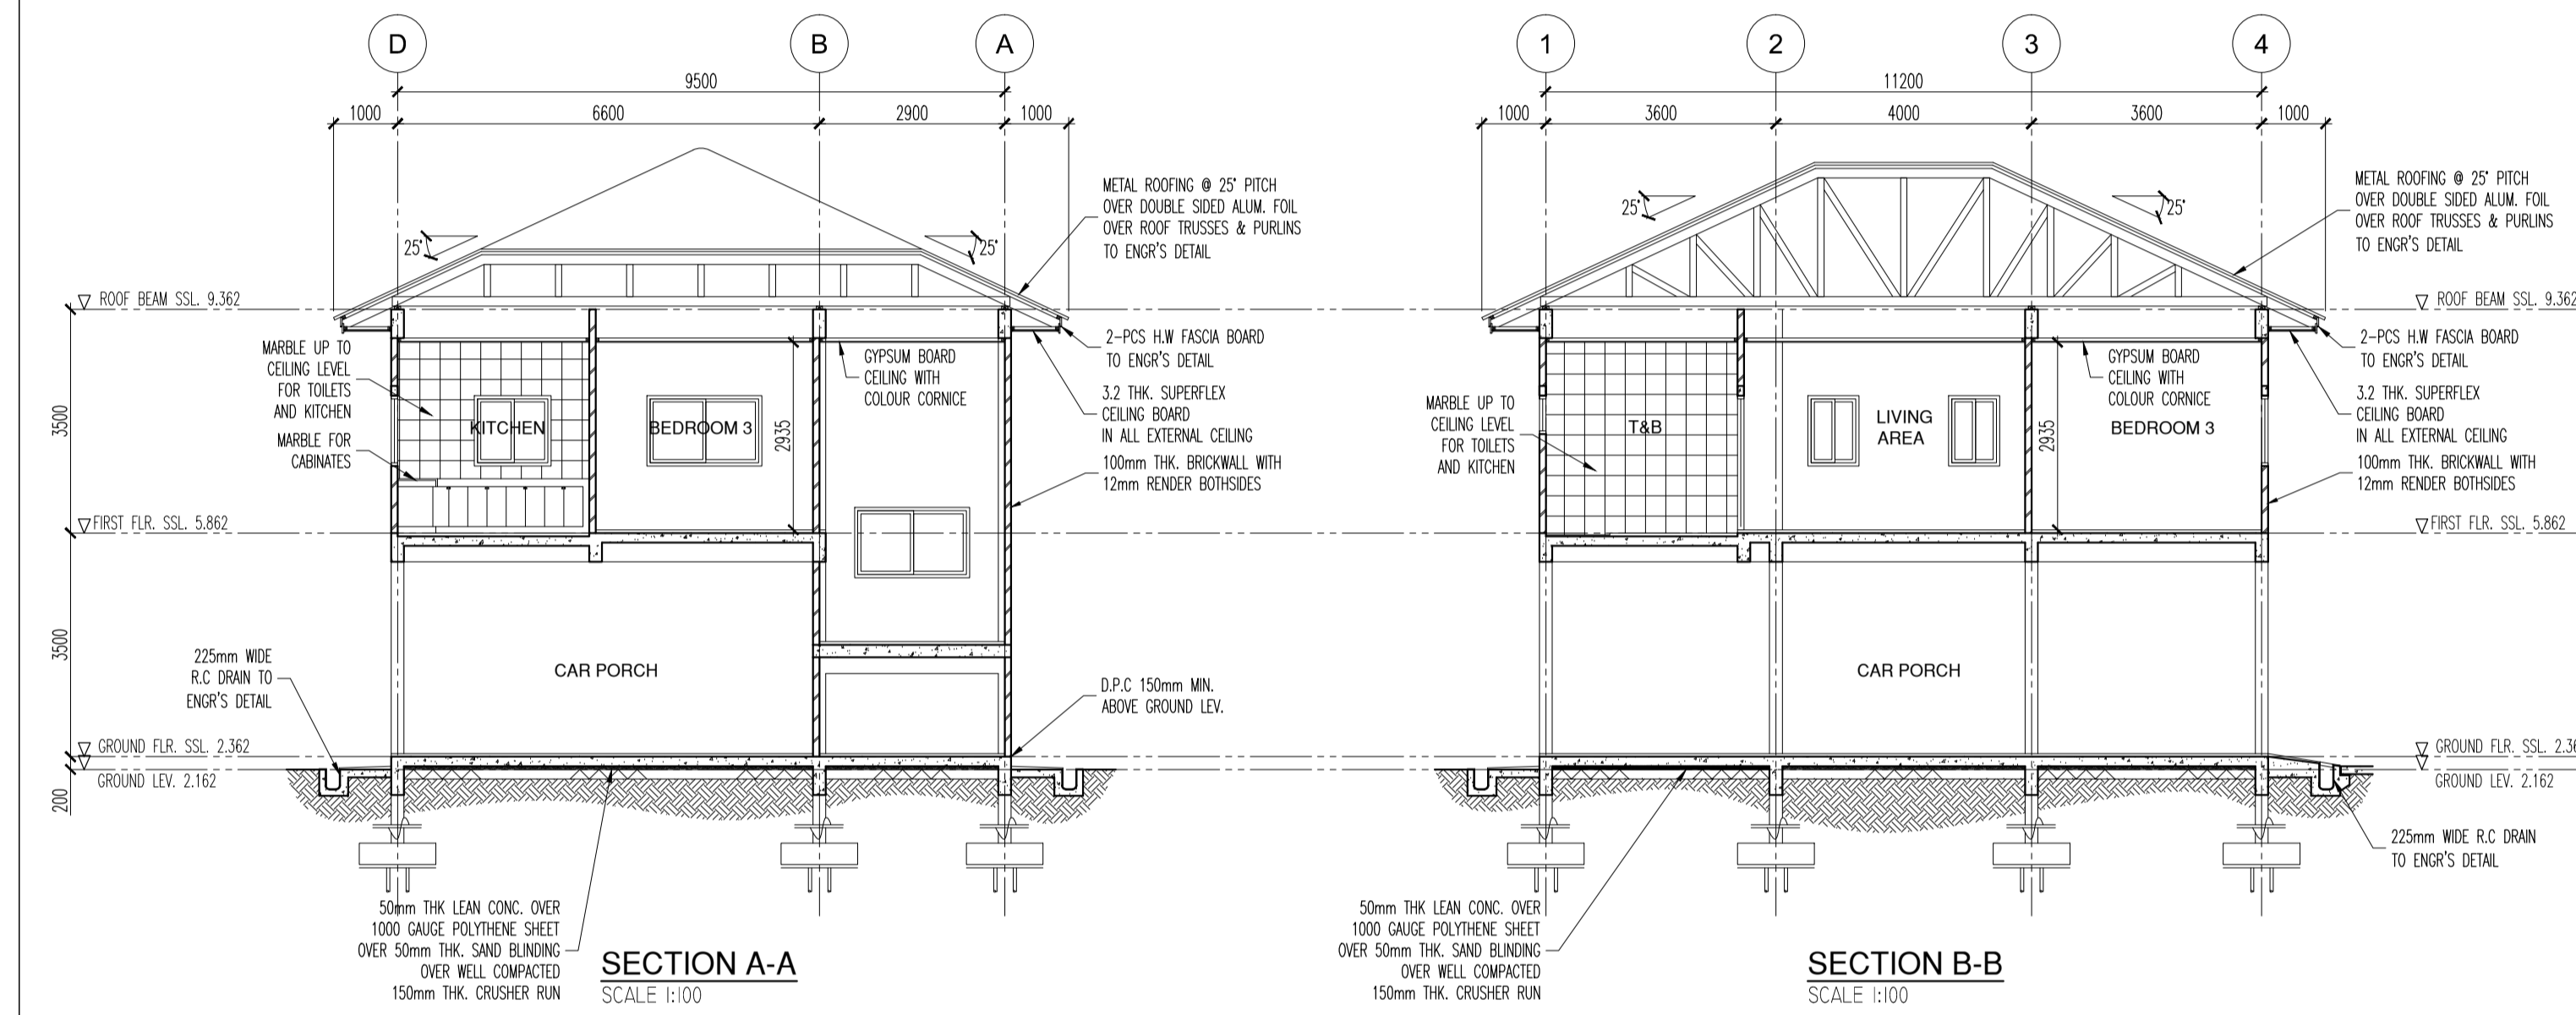 D
B
A
9500
1000
6600
2900
1000
METAL ROOFING @ 25° PITCH
OVER DOUBLE SIDED ALUM. FOIL
OVER ROOF TRUSSES & PURLINS
TO ENGR'S DETAIL
25°
25°
ROOF BEAM SSL. 9.362
MARBLE UP TO
CEILING LEVEL
FOR TOILETS
AND KITCHEN
MARBLE FOR
CABINATES
KITCHEN
BEDROOM 3
2935
GYPSUM BOARD
CEILING WITH
COLOUR CORNICE
2-PCS H.W FASCIA BOARD
TO ENGR'S DETAIL
3.2 THK. SUPERFLEX
CEILING BOARD
IN ALL EXTERNAL CEILING
100mm THK. BRICKWALL WITH
12mm RENDER BOTHSIDES
3500
FIRST FLR. SSL. 5.862
3500
225mm WIDE
R.C DRAIN TO
ENGR'S DETAIL
CAR PORCH
D.P.C 150mm MIN.
ABOVE GROUND LEV.
GROUND FLR. SSL. 2.362
GROUND LEV. 2.162
200
50mm THK LEAN CONC. OVER
1000 GAUGE POLYTHENE SHEET
OVER 50mm THK. SAND BLINDING
OVER WELL COMPACTED
150mm THK. CRUSHER RUN
SECTION A-A
SCALE 1:100
1
2
3
4
11200
1000
3600
4000
3600
1000
METAL ROOFING @ 25° PITCH
OVER DOUBLE SIDED ALUM. FOIL
OVER ROOF TRUSSES & PURLINS
TO ENGR'S DETAIL
25°
25°
ROOF BEAM SSL. 9.362
2-PCS H.W FASCIA BOARD
TO ENGR'S DETAIL
GYPSUM BOARD
CEILING WITH
COLOUR CORNICE
3.2 THK. SUPERFLEX
CEILING BOARD
IN ALL EXTERNAL CEILING
MARBLE UP TO
CEILING LEVEL
FOR TOILETS
AND KITCHEN
T&B
LIVING
AREA
2935
BEDROOM 3
100mm THK. BRICKWALL WITH
12mm RENDER BOTHSIDES
FIRST FLR. SSL. 5.862
CAR PORCH
GROUND FLR. SSL. 2.36
GROUND LEV. 2.162
225mm WIDE R.C DRAIN
TO ENGR'S DETAIL
50mm THK LEAN CONC. OVER
1000 GAUGE POLYTHENE SHEET
OVER 50mm THK. SAND BLINDING
OVER WELL COMPACTED
150mm THK. CRUSHER RUN
SECTION B-B
SCALE 1:100